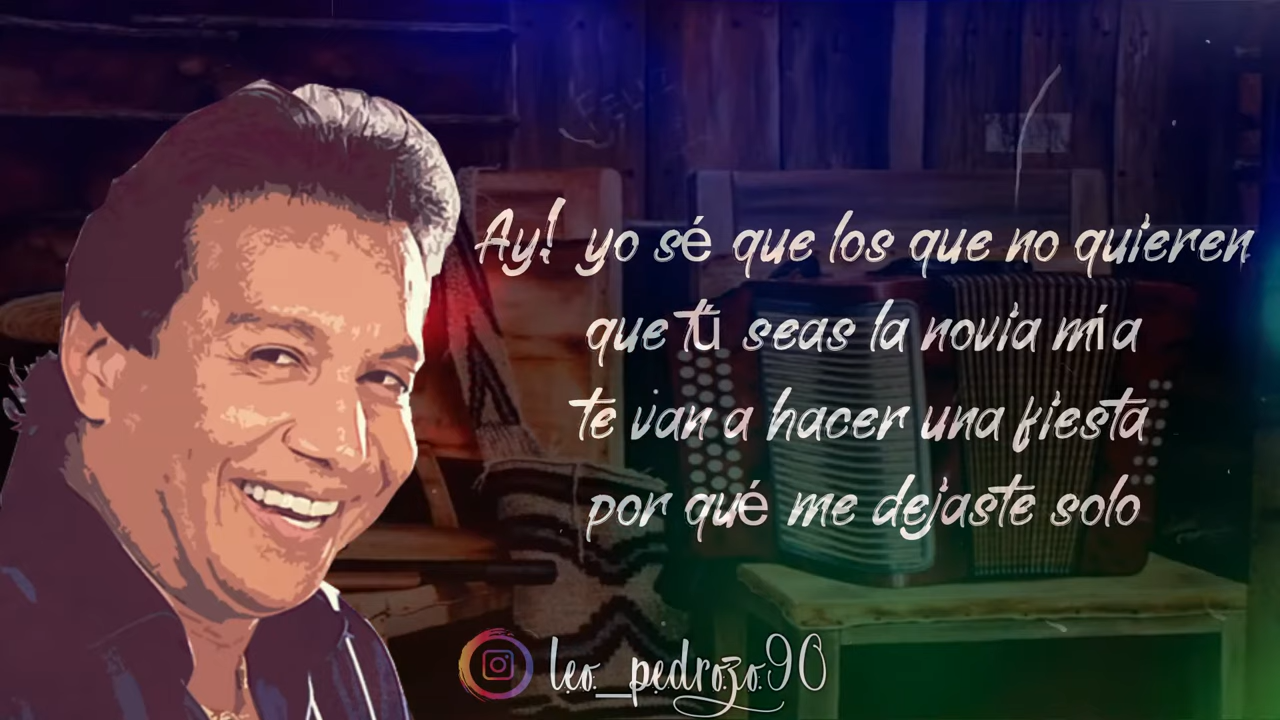 Ay! yo sé que los que no quieren
que tú seas la novia mía
te van a hacer una fiesta
por qué me dejaste solo
leo_pedrozo90